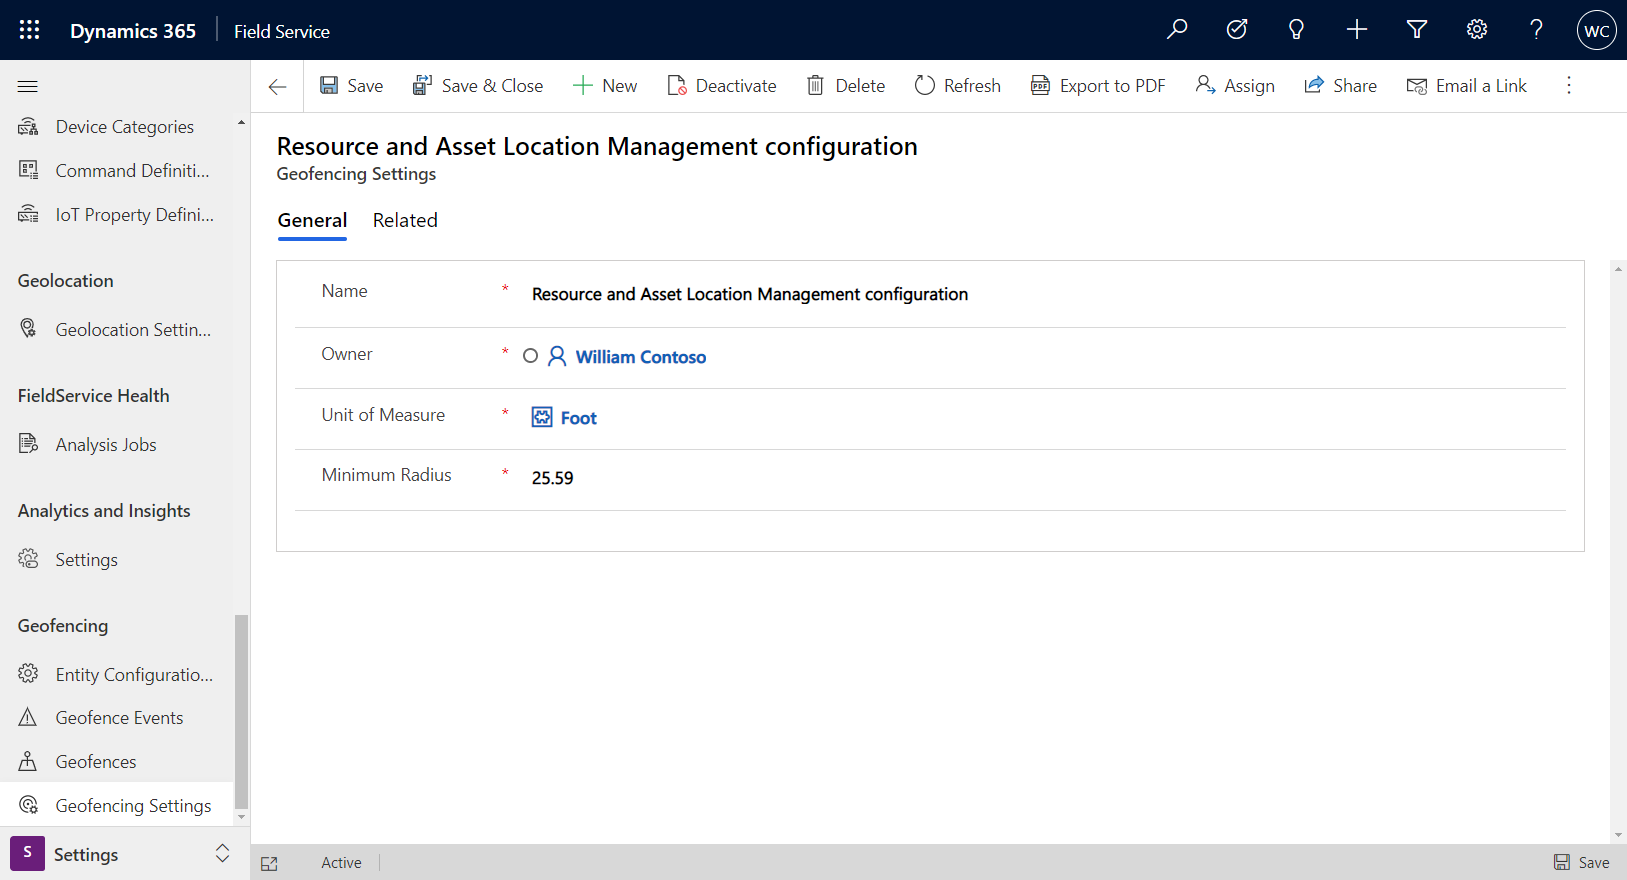 Dynamics 365 Field Service WC
Save Save & Close New Deactivate Delete Refresh Export to PDF Assign Share Email a Link
Device Categories
Command Definiti...
IoT Property Defini...
Geolocation
Geolocation Settin...
FieldService Health
Analysis Jobs
Analytics and Insights
Settings
Geofencing
Entity Configuratio...
Geofence Events
Geofences
Geofencing Settings
S Settings
Resource and Asset Location Management configuration
Geofencing Settings
General Related
Name * Resource and Asset Location Management configuration
Owner * William Contoso
Unit of Measure * Foot
Minimum Radius * 25.59
Active Save